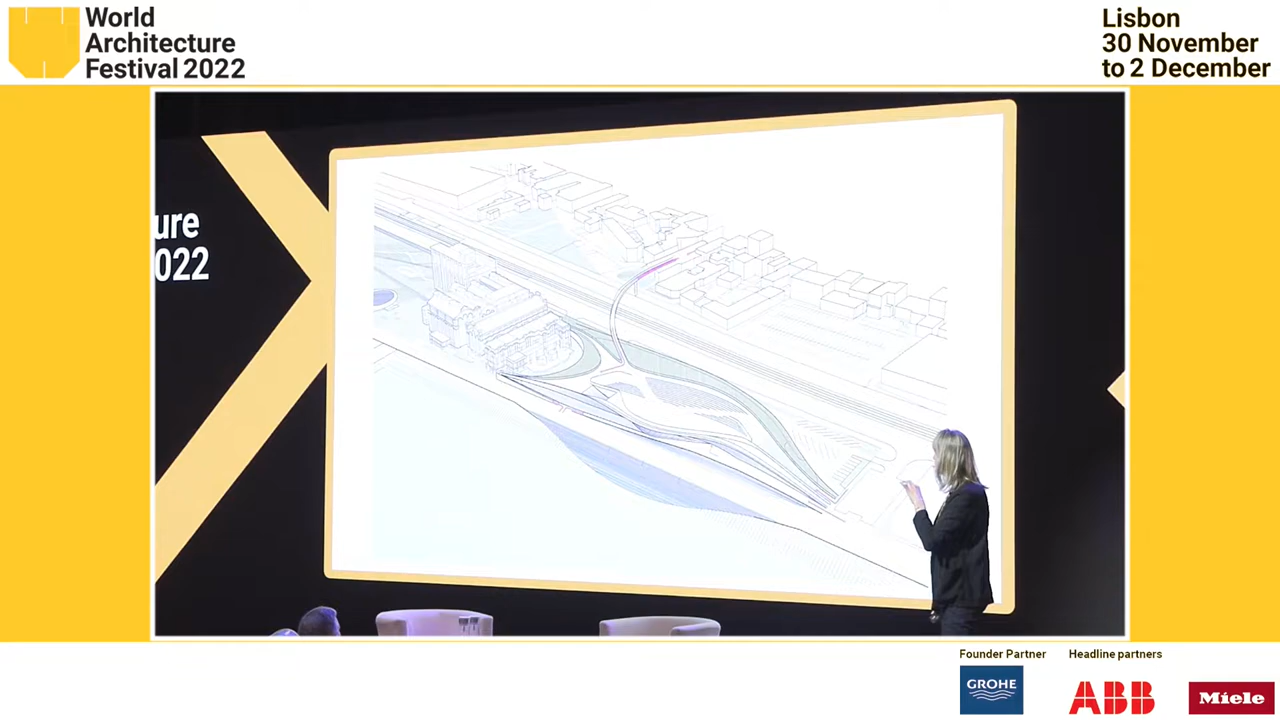 World
Architecture
Festival 2022
Lisbon
30 November
to 2 December
ure
022
Founder Partner
Headline partners
GROHE
ABB
Miele